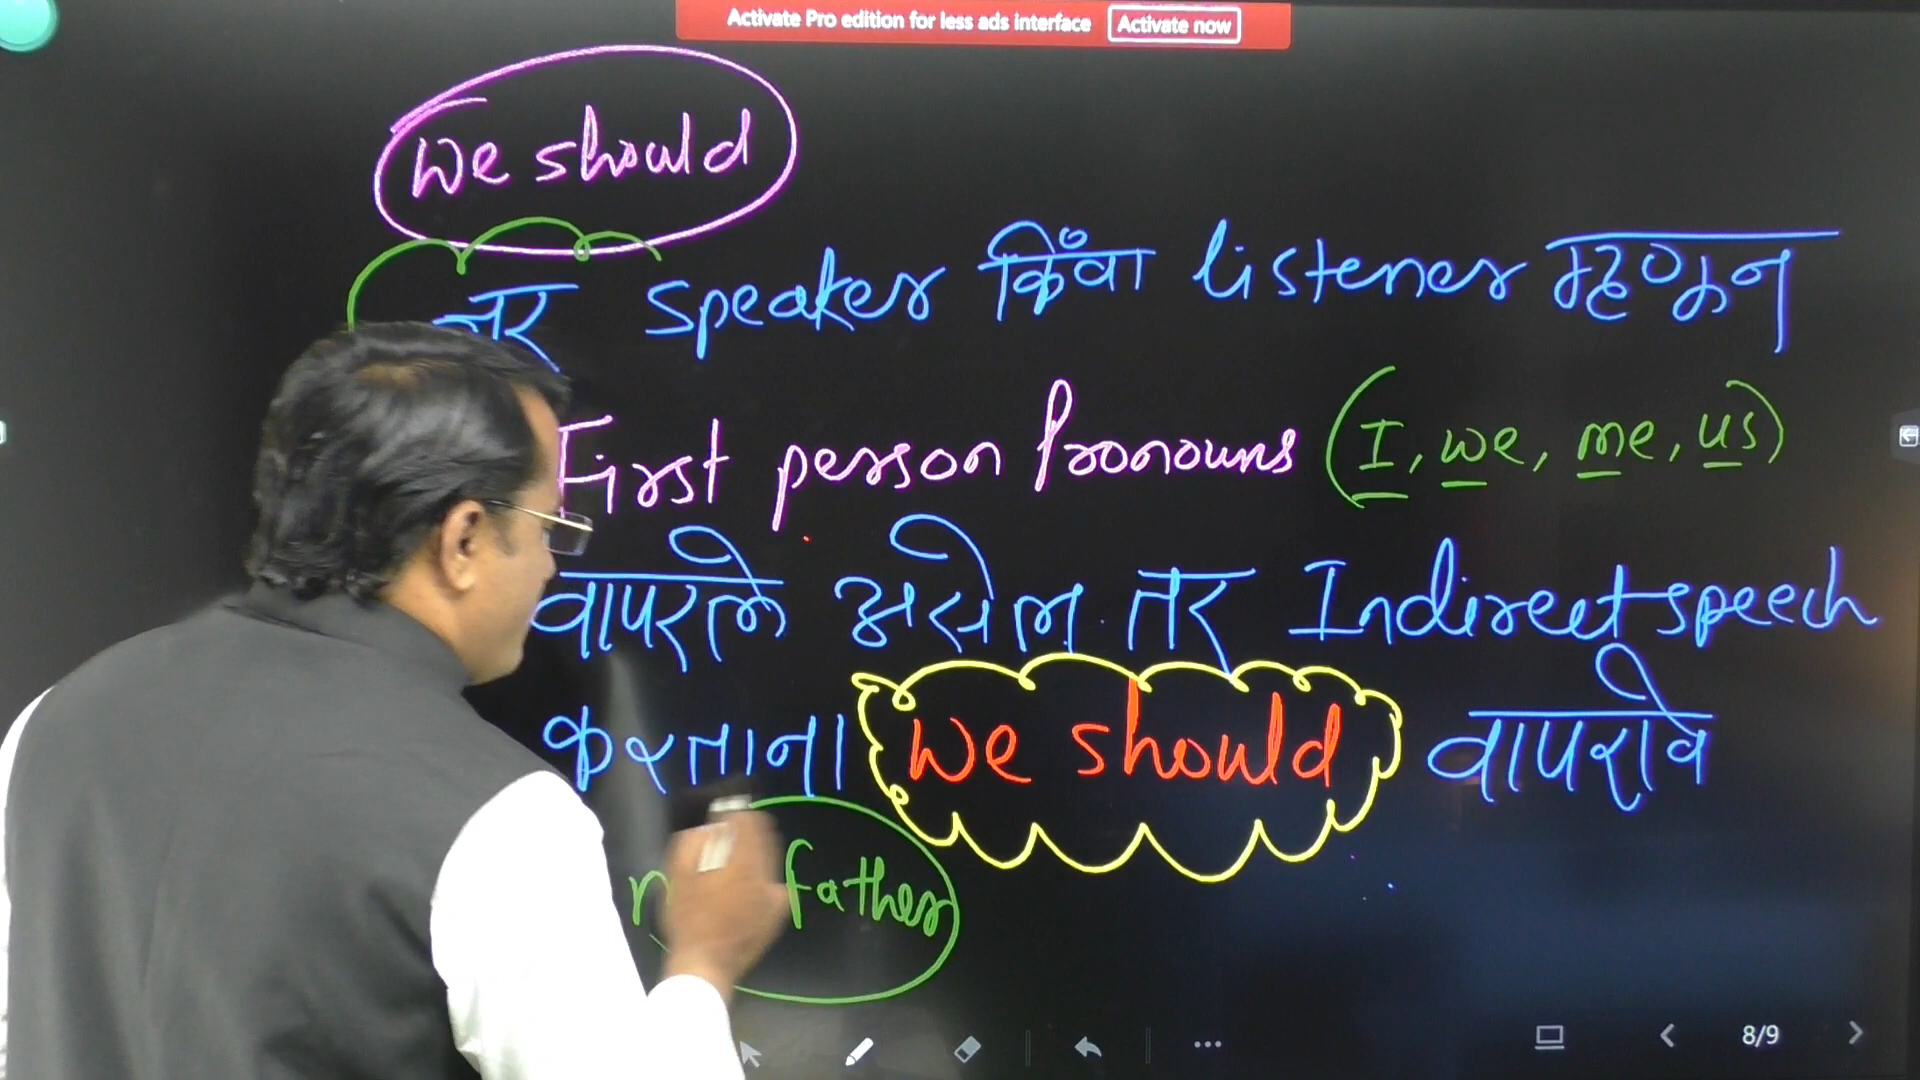 Activate Pro edition for less ads interface Activate now
We should
जर speaker किंवा listener म्हणून
First person Pronouns (I, we, me, us)
वापरले असेल तर Indirect speech
करताना We should वापरावे
father
8/9